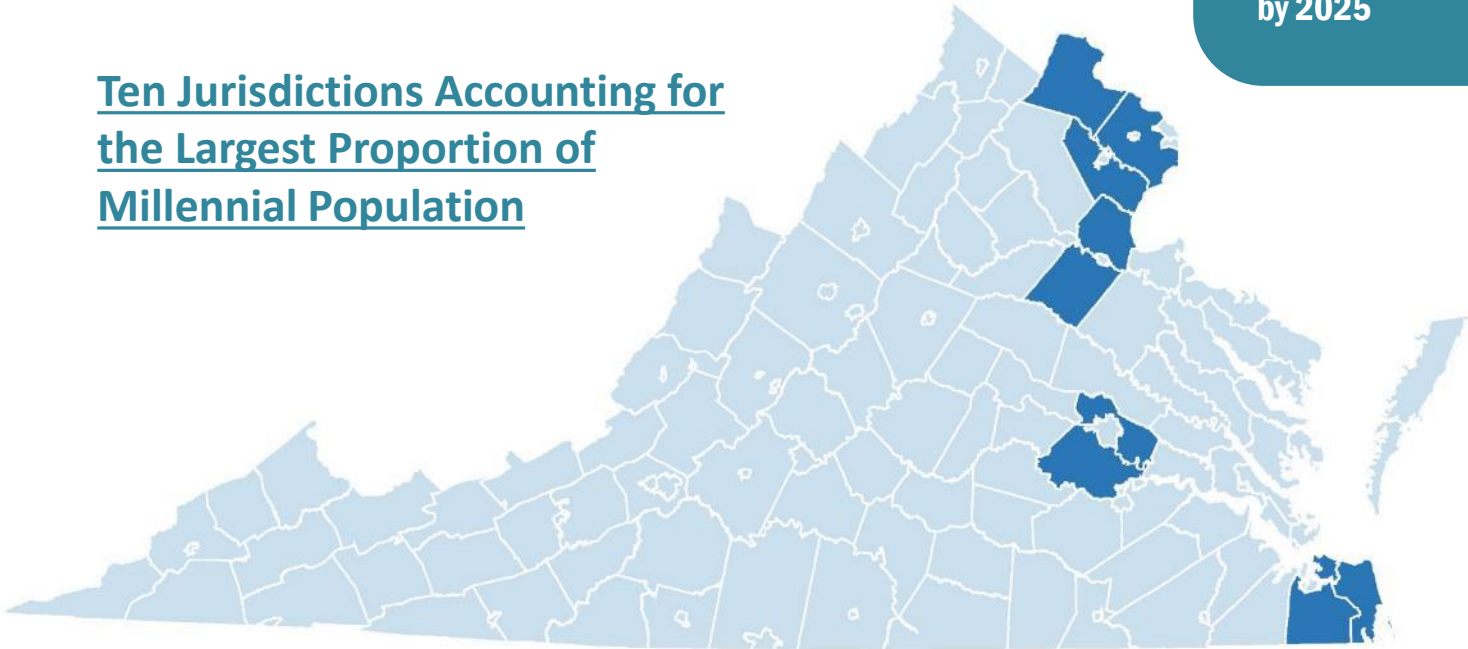 by 2025
Ten Jurisdictions Accounting for
the Largest Proportion of
Millennial Population